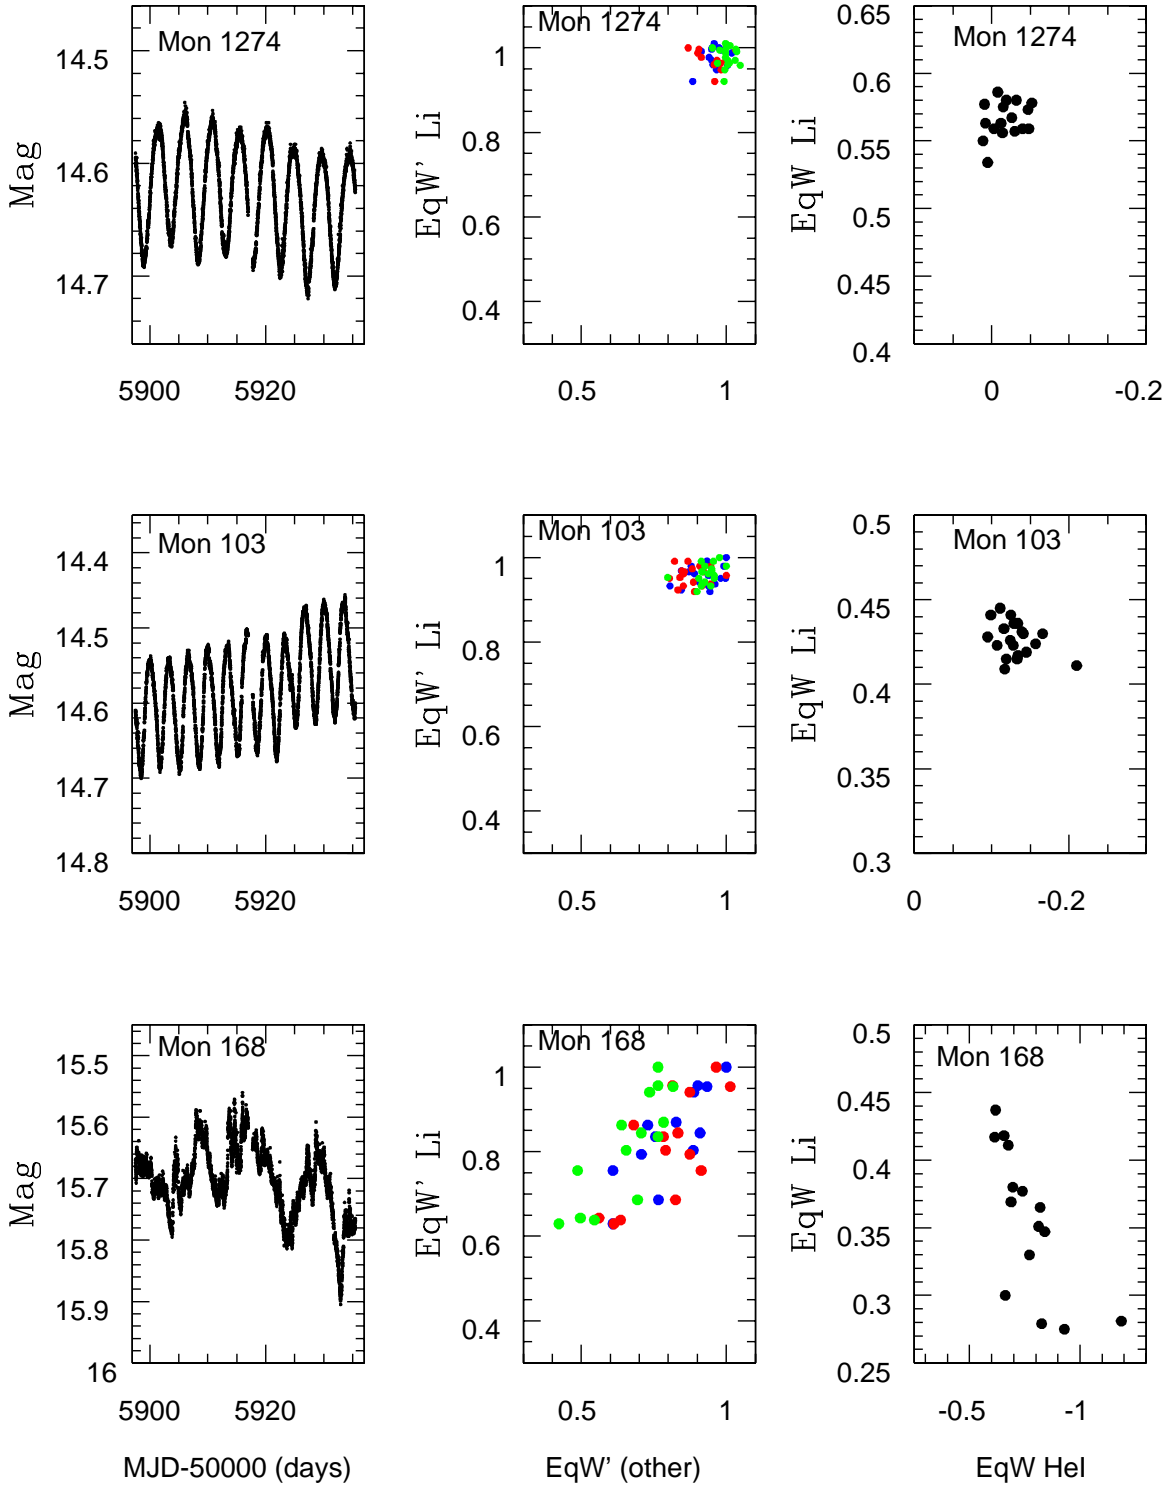 Mon 1274
14.5
14.6
14.7
Mag
5900
5920
Mon 1274
1
0.8
0.6
0.4
EqW' Li
0.5
1
Mon 1274
0.65
0.6
0.55
0.5
0.45
0.4
EqW Li
0
-0.2
Mon 103
14.4
14.5
14.6
14.7
14.8
Mag
5900
5920
Mon 103
1
0.8
0.6
0.4
EqW' Li
0.5
1
Mon 103
0.5
0.45
0.4
0.35
0.3
EqW Li
0
-0.2
Mon 168
15.5
15.6
15.7
15.8
15.9
16
Mag
5900
5920
MJD-50000 (days)
Mon 168
1
0.8
0.6
0.4
EqW' Li
0.5
1
EqW' (other)
Mon 168
0.5
0.45
0.4
0.35
0.3
0.25
EqW Li
-0.5
-1
EqW HeI